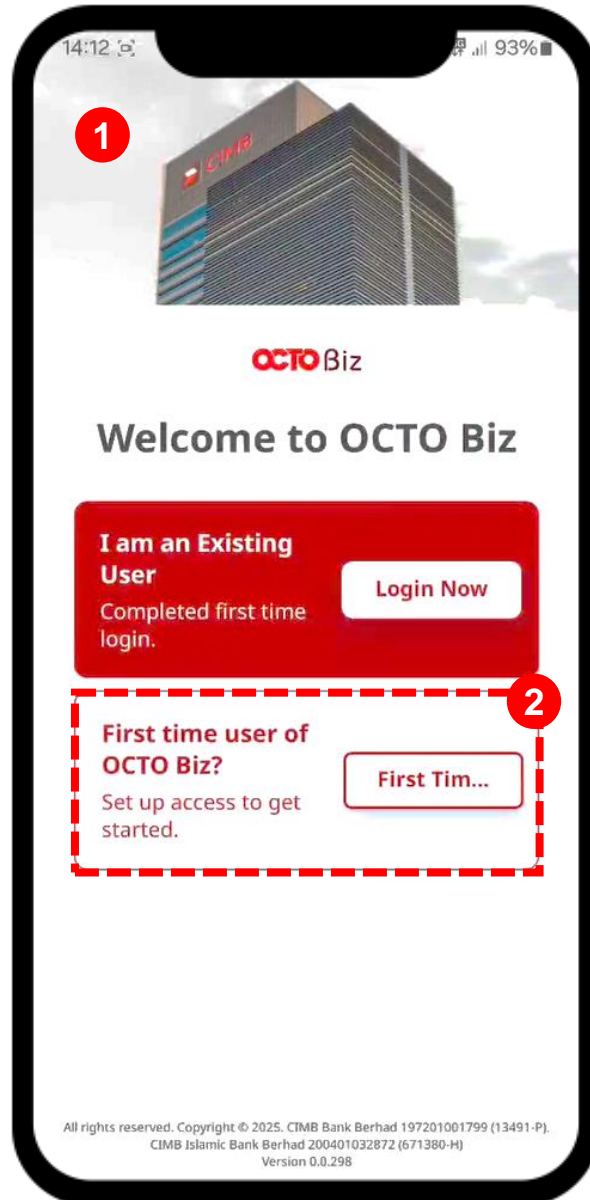 14:12
93%
1
CIMB
OCTO Biz
Welcome to OCTO Biz
I am an Existing
User
Completed first time
login.
Login Now
2
First time user of
OCTO Biz?
Set up access to get
started.
First Tim...
All rights reserved. Copyright © 2025. CIMB Bank Berhad 197201001799 (13491-P).
CIMB Islamic Bank Berhad 200401032872 (671380-H)
Version 0.0.298